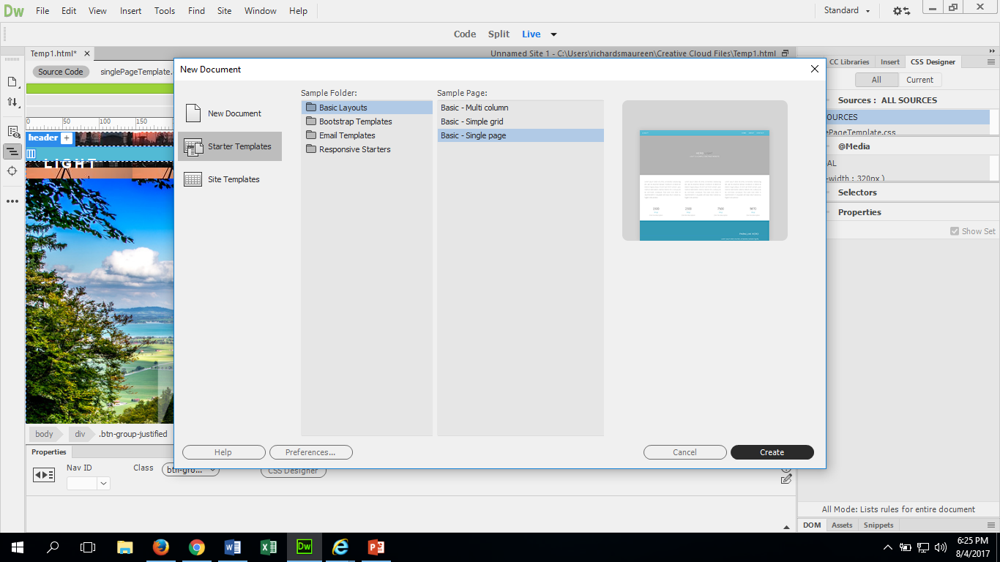 Dw File Edit View Insert Tools Find Site Window Help Standard
Code Split Live
Temp1.html* Unnamed Site 1 - C:\Users\richardsmaureen\Creative Cloud Files\Temp1.html
Source Code singlePageTemplate.
CC Libraries Insert CSS Designer
All Current
Sources : ALL SOURCES
OURCES
ePageTemplate.css
@Media
AL
-width : 320px )
Selectors
Properties
Show Set
0 50 100 150
header +
LIGHT
New Document
New Document
Starter Templates
Site Templates
Sample Folder:
Basic Layouts
Bootstrap Templates
Email Templates
Responsive Starters
Sample Page:
Basic - Multi column
Basic - Simple grid
Basic - Single page
Help Preferences... Cancel Create
body div .btn-group-justified
Properties
Nav ID Class btn-gro... CSS Designer
All Mode: Lists rules for entire document
DOM Assets Snippets
Dw
6:25 PM
8/4/2017